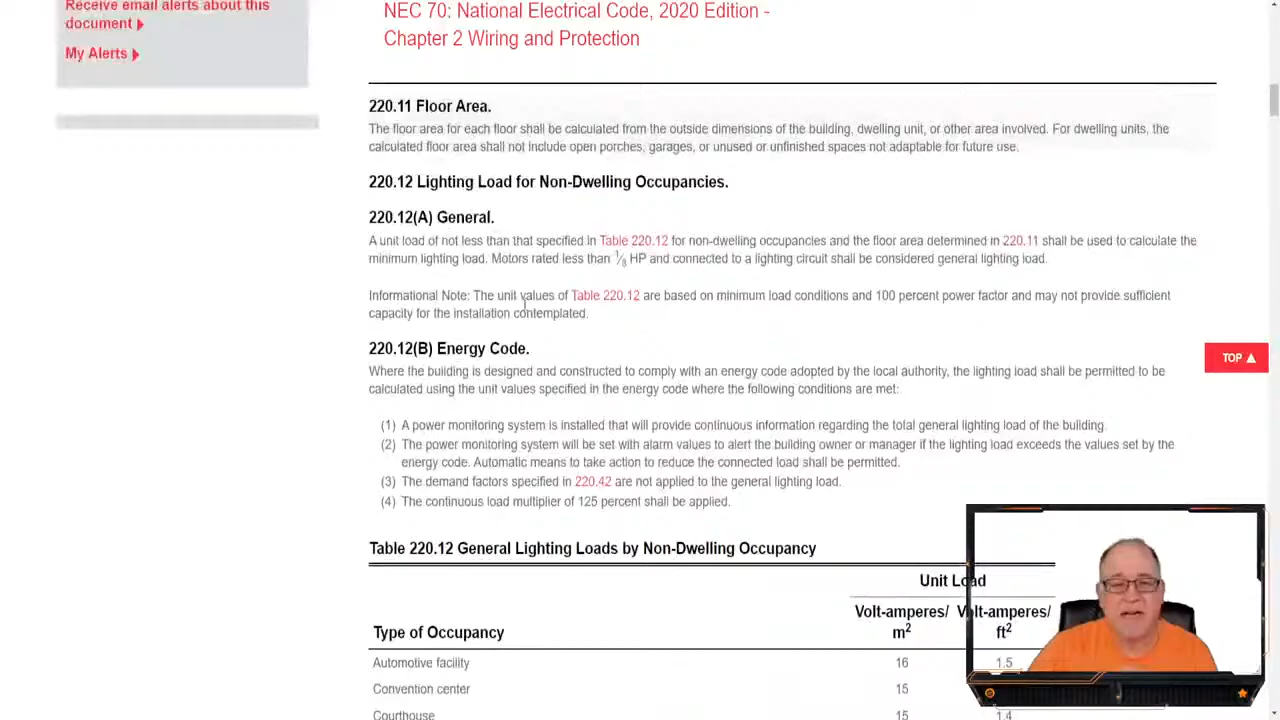 Receive email alerts about this
document
My Alerts
NEC 70: National Electrical Code, 2020 Edition -
Chapter 2 Wiring and Protection
220.11 Floor Area.
The floor area for each floor shall be calculated from the outside dimensions of the building, dwelling unit, or other area involved. For dwelling units, the
calculated floor area shall not include open porches, garages, or unused or unfinished spaces not adaptable for future use.
220.12 Lighting Load for Non-Dwelling Occupancies.
220.12(A) General.
A unit load of not less than that specified in Table 220.12 for non-dwelling occupancies and the floor area determined in 220.11 shall be used to calculate the
minimum lighting load. Motors rated less than 1/8 HP and connected to a lighting circuit shall be considered general lighting load.
Informational Note: The unit values of Table 220.12 are based on minimum load conditions and 100 percent power factor and may not provide sufficient
capacity for the installation contemplated.
220.12(B) Energy Code.
Where the building is designed and constructed to comply with an energy code adopted by the local authority, the lighting load shall be permitted to be
calculated using the unit values specified in the energy code where the following conditions are met:
(1) A power monitoring system is installed that will provide continuous information regarding the total general lighting load of the building.
(2) The power monitoring system will be set with alarm values to alert the building owner or manager if the lighting load exceeds the values set by the
energy code. Automatic means to take action to reduce the connected load shall be permitted.
(3) The demand factors specified in 220.42 are not applied to the general lighting load.
(4) The continuous load multiplier of 125 percent shall be applied.
TOP
Table 220.12 General Lighting Loads by Non-Dwelling Occupancy
Unit Load
Volt-amperes/ Volt-amperes/
Type of Occupancy m2 ft2
Automotive facility 16 1.5
Convention center 15
Courthouse 15 1.4